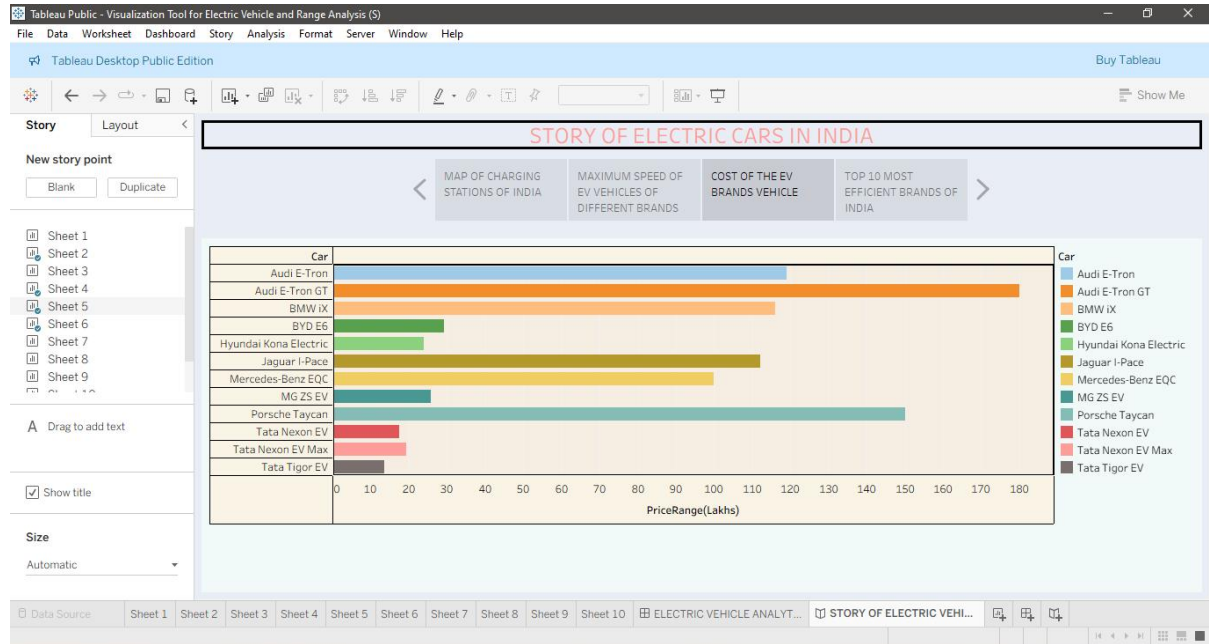 Tableau Public - Visualization Tool for Electric Vehicle and Range Analysis (S)
File Data Worksheet Dashboard Story Analysis Format Server Window Help
Tableau Desktop Public Edition
Buy Tableau
Show Me
Story Layout
New story point
Blank Duplicate
Sheet 1
Sheet 2
Sheet 3
Sheet 4
Sheet 5
Sheet 6
Sheet 7
Sheet 8
Sheet 9
A Drag to add text
Show title
Size
Automatic
STORY OF ELECTRIC CARS IN INDIA
MAP OF CHARGING
STATIONS OF INDIA
MAXIMUM SPEED OF
EV VEHICLES OF
DIFFERENT BRANDS
COST OF THE EV
BRANDS VEHICLE
TOP 10 MOST
EFFICIENT BRANDS OF
INDIA
Car
Audi E-Tron
Audi E-Tron GT
BMW iX
BYD E6
Hyundai Kona Electric
Jaguar I-Pace
Mercedes-Benz EQC
MG ZS EV
Porsche Taycan
Tata Nexon EV
Tata Nexon EV Max
Tata Tigor EV
0 10 20 30 40 50 60 70 80 90 100 110 120 130 140 150 160 170 180
PriceRange(Lakhs)
Car
Audi E-Tron
Audi E-Tron GT
BMW iX
BYD E6
Hyundai Kona Electric
Jaguar I-Pace
Mercedes-Benz EQC
MG ZS EV
Porsche Taycan
Tata Nexon EV
Tata Nexon EV Max
Tata Tigor EV
Data Source Sheet 1 Sheet 2 Sheet 3 Sheet 4 Sheet 5 Sheet 6 Sheet 7 Sheet 8 Sheet 9 Sheet 10 ELECTRIC VEHICLE ANALYT... STORY OF ELECTRIC VEHI...